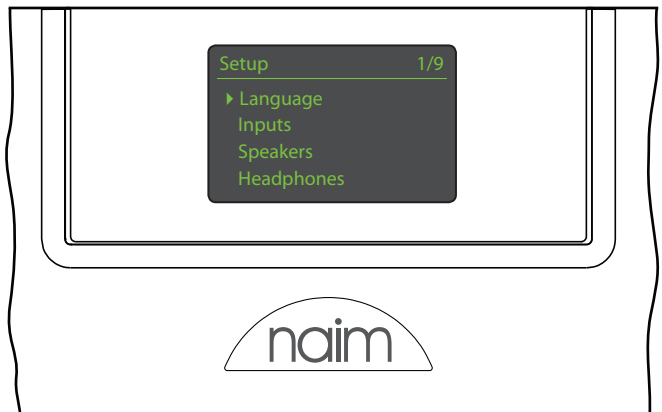 Setup 1/9
Language
Inputs
Speakers
Headphones
naim